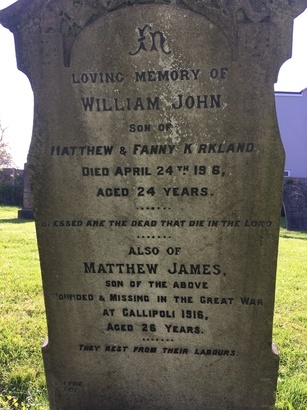 In
LOVING MEMORY OF
WILLIAM JOHN
SON OF
MATTHEW & FANNY KIRKLAND.
DIED APRIL 24TH 1916,
AGED 24 YEARS.
BLESSED ARE THE DEAD THAT DIE IN THE LORD
ALSO OF
MATTHEW JAMES,
SON OF THE ABOVE
WOUNDED & MISSING IN THE GREAT WAR
AT GALLIPOLI 1916,
AGED 26 YEARS.
THEY REST FROM THEIR LABOURS.